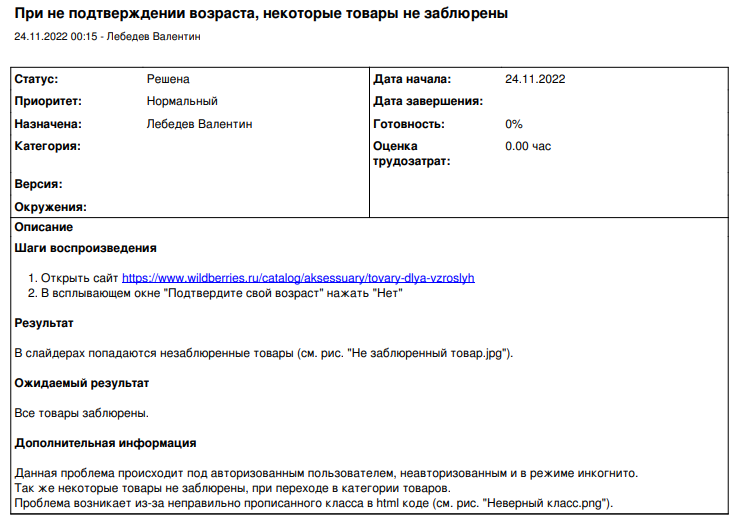 При не подтверждении возраста, некоторые товары не заблюрены
24.11.2022 00:15 - Лебедев Валентин
Статус: Решена Дата начала: 24.11.2022
Приоритет: Нормальный Дата завершения:
Назначена: Лебедев Валентин Готовность: 0%
Категория: Оценка трудозатрат: 0.00 час
Версия:
Окружения:
Описание
Шаги воспроизведения
1. Открыть сайт https://www.wildberries.ru/catalog/aksessuary/tovary-dlya-vzroslyh
2. В всплывающем окне "Подтвердите свой возраст" нажать "Нет"
Результат
В слайдерах попадаются незаблюренные товары (см. рис. "Не заблюренный товар.jpg").
Ожидаемый результат
Все товары заблюрены.
Дополнительная информация
Данная проблема происходит под авторизованным пользователем, неавторизованным и в режиме инкогнито.
Так же некоторые товары не заблюрены, при переходе в категории товаров.
Проблема возникает из-за неправильно прописанного класса в html коде (см. рис. "Неверный класс.png").